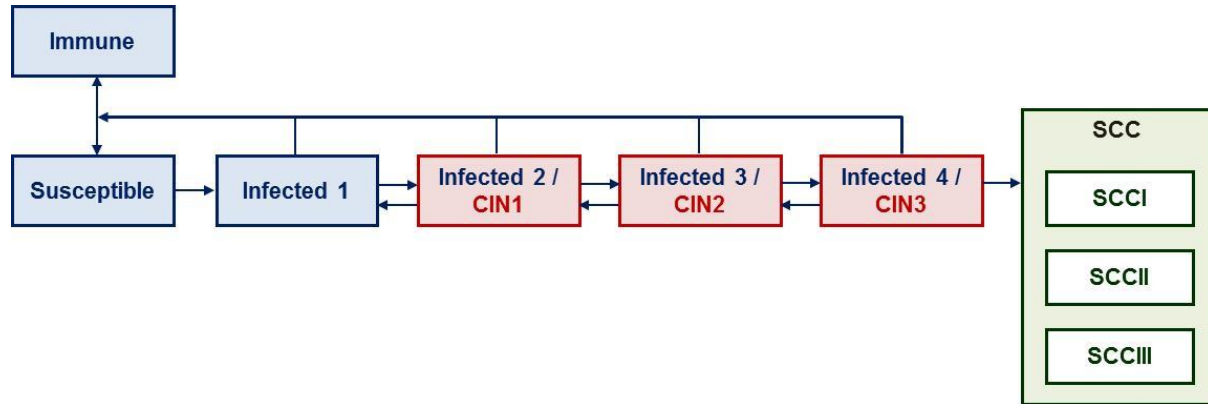 Immune
Susceptible
Infected 1
Infected 2 /
CIN1
Infected 3 /
CIN2
Infected 4 /
CIN3
SCC
SCCI
SCCII
SCCIII